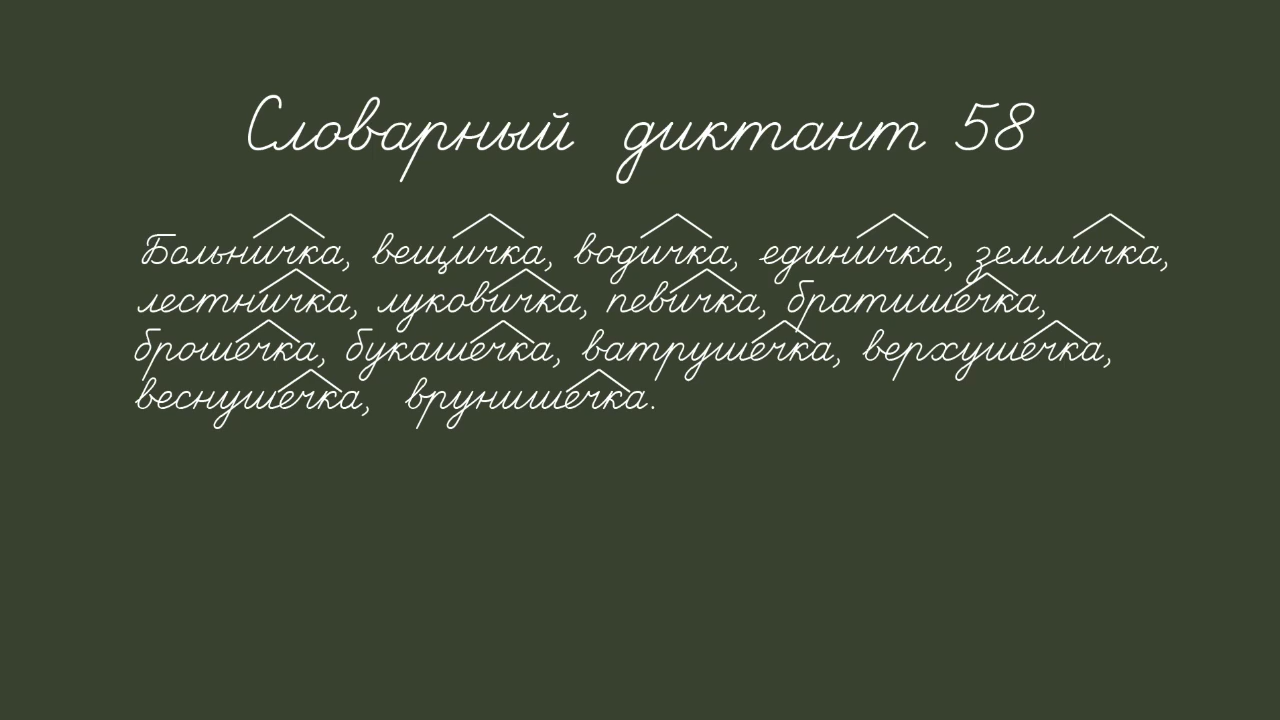 Словарный диктант 58
Больничка, вещичка, водичка, единичка, земличка,
лестничка, луковичка, певичка, братишечка,
брошечка, букашечка, ватрушечка, верхушечка,
веснушечка, врунишечка.